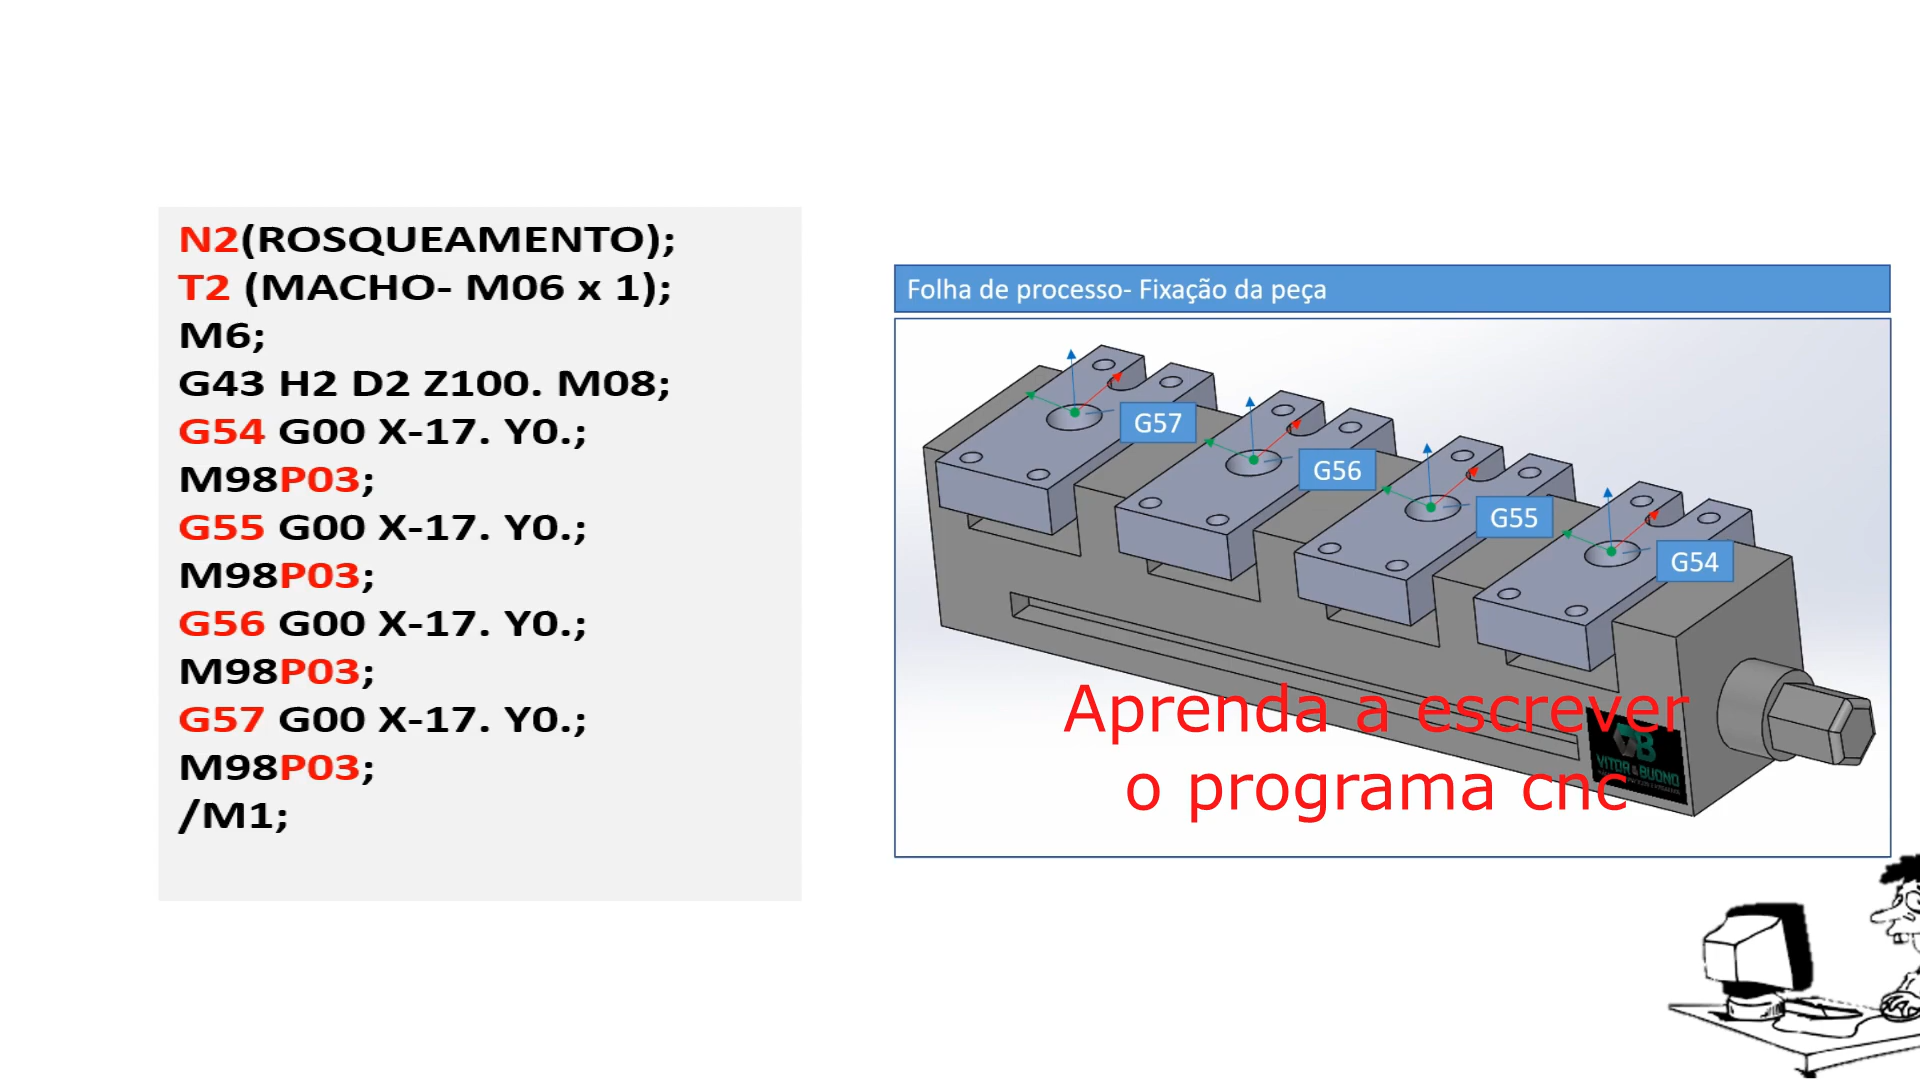 N2(ROSQUEAMENTO);
T2 (MACHO- M06 x 1);
M6;
G43 H2 D2 Z100. M08;
G54 G00 X-17. Y0.;
M98P03;
G55 G00 X-17. Y0.;
M98P03;
G56 G00 X-17. Y0.;
M98P03;
G57 G00 X-17. Y0.;
M98P03;
/M1;
Folha de processo- Fixação da peça
G57
G56
G55
G54
Aprenda a escrever
o programa cnc
VITOR & BUONO